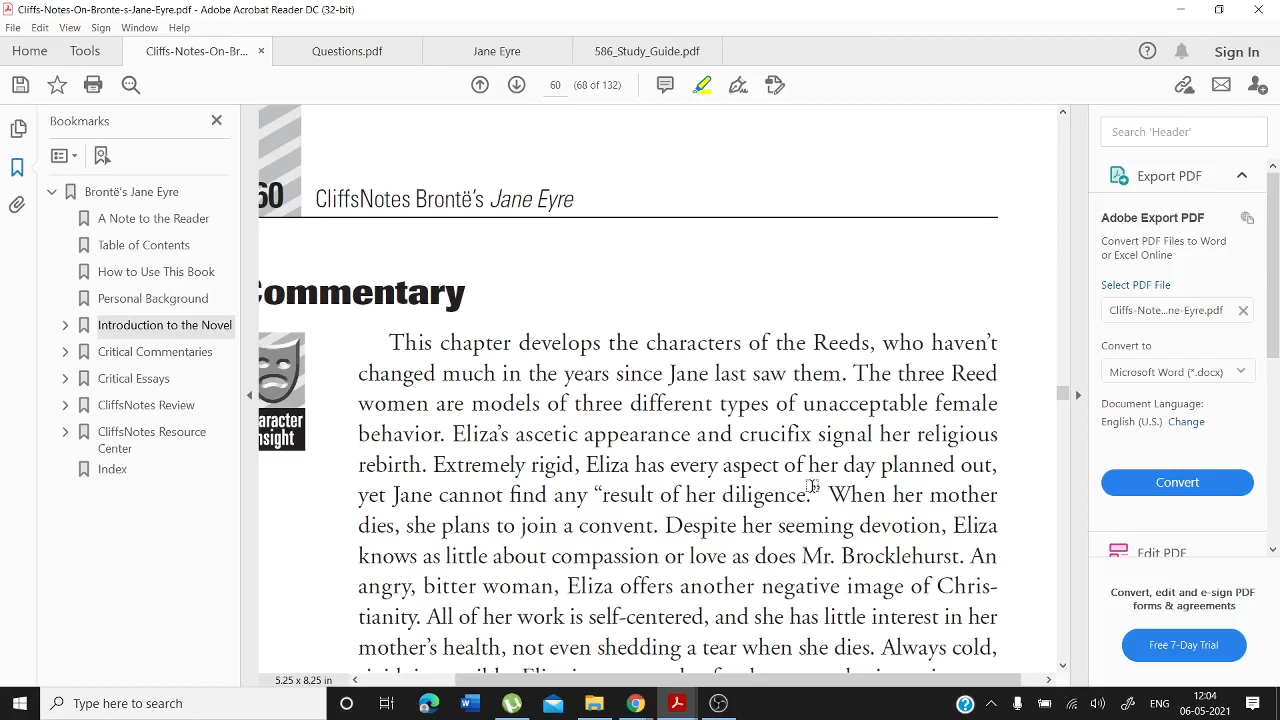 Cliffs-Notes-On-Bronte-s-Jane-Eyre.pdf - Adobe Acrobat Reader DC (32-bit)
File Edit View Sign Window Help
Home Tools Cliffs-Notes-On-Br... × Questions.pdf Jane Eyre 586_Study_Guide.pdf Sign In
60 (68 of 132)
Bookmarks
Brontë's Jane Eyre
A Note to the Reader
Table of Contents
How to Use This Book
Personal Background
Introduction to the Novel
Critical Commentaries
Critical Essays
CliffsNotes Review
CliffsNotes Resource
Center
Index
60 CliffsNotes Brontë's Jane Eyre
Commentary
aracter
nsight
This chapter develops the characters of the Reeds, who haven't
changed much in the years since Jane last saw them. The three Reed
women are models of three different types of unacceptable female
behavior. Eliza's ascetic appearance and crucifix signal her religious
rebirth. Extremely rigid, Eliza has every aspect of her day planned out,
yet Jane cannot find any “result of her diligence.” When her mother
dies, she plans to join a convent. Despite her seeming devotion, Eliza
knows as little about compassion or love as does Mr. Brocklehurst. An
angry, bitter woman, Eliza offers another negative image of Chris-
tianity. All of her work is self-centered, and she has little interest in her
mother's health, not even shedding a tear when she dies. Always cold,
5.25 x 8.25 in
Search 'Header'
Export PDF
Adobe Export PDF
Convert PDF Files to Word
or Excel Online
Select PDF File
Cliffs-Note...ne-Eyre.pdf
Convert to
Microsoft Word (*.docx)
Document Language:
English (U.S.) Change
Convert
Edit PDF
Convert, edit and e-sign PDF
forms & agreements
Free 7-Day Trial
Type here to search
12:04
06-05-2021